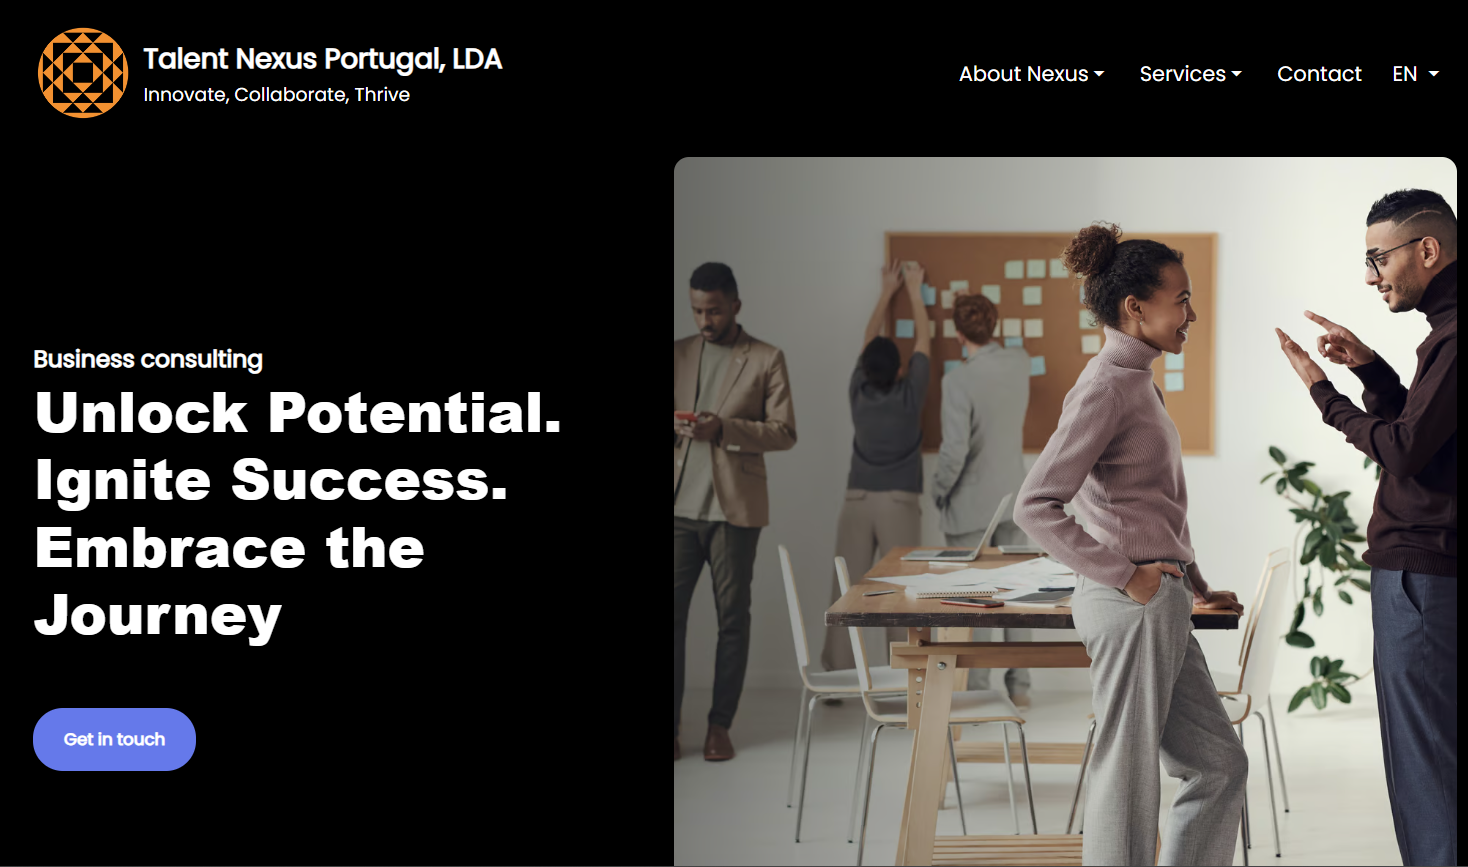 Talent Nexus Portugal, LDA
Innovate, Collaborate, Thrive
About Nexus
Services
Contact
EN
Business consulting
Unlock Potential.
Ignite Success.
Embrace the
Journey
Get in touch